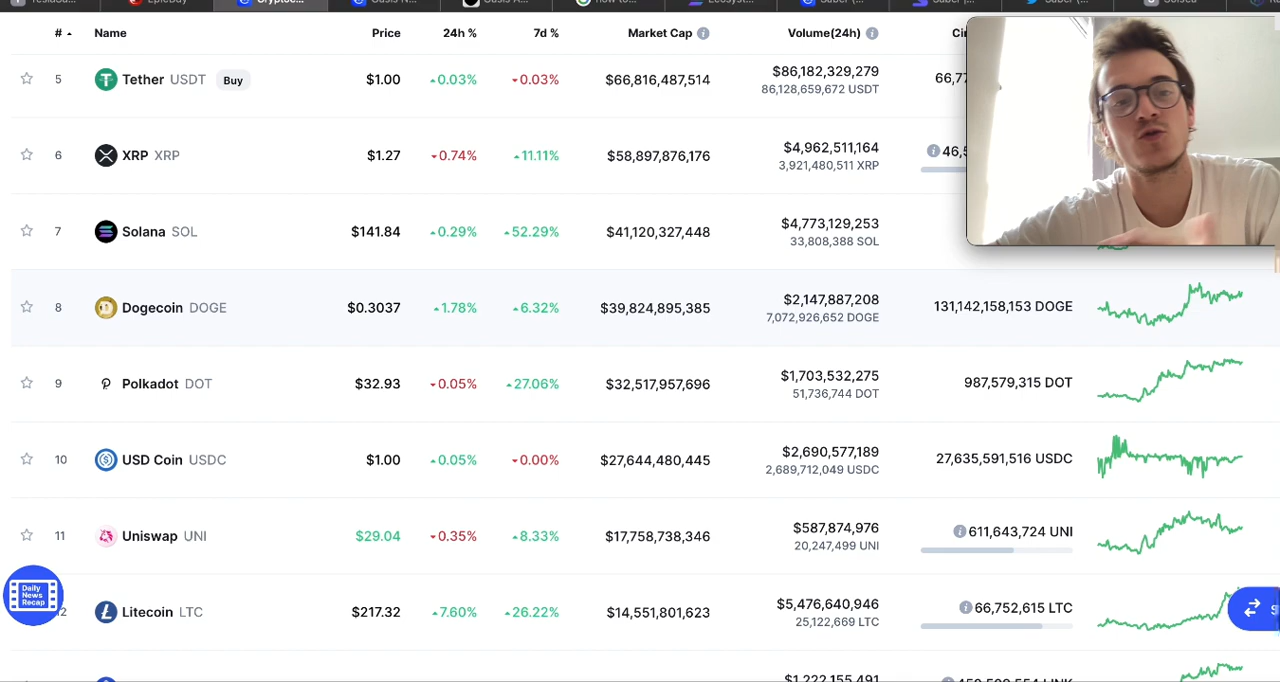 Cryptoc...
# Name Price 24h % 7d % Market Cap Volume(24h)
5 Tether USDT Buy $1.00 0.03% 0.03% $66,816,487,514 $86,182,329,279
86,128,659,672 USDT
6 XRP XRP $1.27 0.74% 11.11% $58,897,876,176 $4,962,511,164
3,921,480,511 XRP
7 Solana SOL $141.84 0.29% 52.29% $41,120,327,448 $4,773,129,253
33,808,388 SOL
8 Dogecoin DOGE $0.3037 1.78% 6.32% $39,824,895,385 $2,147,887,208 131,142,158,153 DOGE
7,072,926,652 DOGE
9 Polkadot DOT $32.93 0.05% 27.06% $32,517,957,696 $1,703,532,275 987,579,315 DOT
51,736,744 DOT
10 USD Coin USDC $1.00 0.05% 0.00% $27,644,480,445 $2,690,577,189 27,635,591,516 USDC
2,689,712,049 USDC
11 Uniswap UNI $29.04 0.35% 8.33% $17,758,738,346 $587,874,976 611,643,724 UNI
20,247,499 UNI
Daily
News
Recap
Litecoin LTC $217.32 7.60% 26.22% $14,551,801,623 $5,476,640,946 66,752,615 LTC
25,122,669 LTC